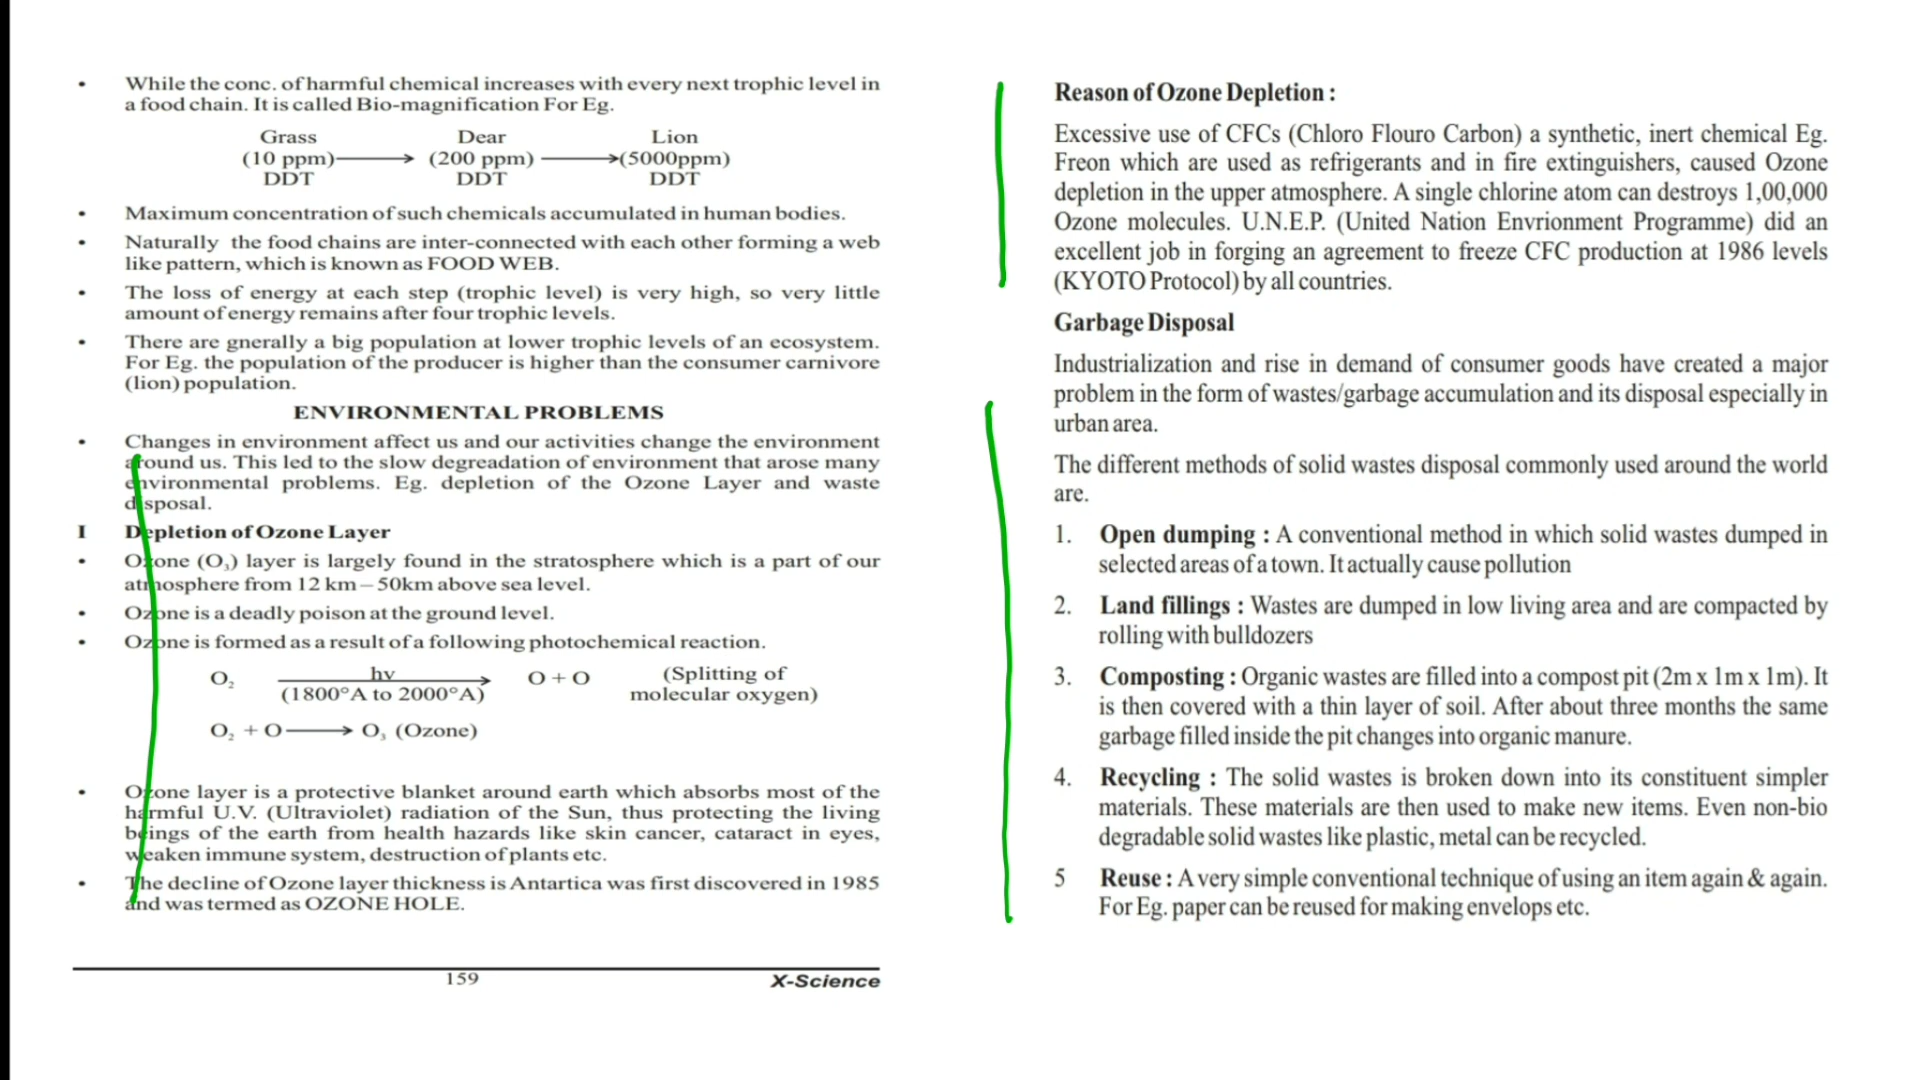 • While the conc. of harmful chemical increases with every next trophic level in
a food chain. It is called Bio-magnification For Eg.
Grass Dear Lion
(10 ppm)⟶ (200 ppm) ⟶(5000ppm)
DDT DDT DDT
• Maximum concentration of such chemicals accumulated in human bodies.
• Naturally the food chains are inter-connected with each other forming a web
like pattern, which is known as FOOD WEB.
• The loss of energy at each step (trophic level) is very high, so very little
amount of energy remains after four trophic levels.
• There are gnerally a big population at lower trophic levels of an ecosystem.
For Eg. the population of the producer is higher than the consumer carnivore
(lion) population.
ENVIRONMENTAL PROBLEMS
• Changes in environment affect us and our activities change the environment
around us. This led to the slow degreadation of environment that arose many
environmental problems. Eg. depletion of the Ozone Layer and waste
disposal.
I Depletion of Ozone Layer
• Ozone (O₃) layer is largely found in the stratosphere which is a part of our
atmosphere from 12 km – 50km above sea level.
• Ozone is a deadly poison at the ground level.
• Ozone is formed as a result of a following photochemical reaction.
hv (Splitting of
O₂ ⟶ O + O
(1800°A to 2000°A) molecular oxygen)
O₂ + O⟶ O₃ (Ozone)
• Ozone layer is a protective blanket around earth which absorbs most of the
harmful U.V. (Ultraviolet) radiation of the Sun, thus protecting the living
beings of the earth from health hazards like skin cancer, cataract in eyes,
weaken immune system, destruction of plants etc.
• The decline of Ozone layer thickness is Antartica was first discovered in 1985
and was termed as OZONE HOLE.
159 X-Science
Reason of Ozone Depletion :
Excessive use of CFCs (Chloro Flouro Carbon) a synthetic, inert chemical Eg.
Freon which are used as refrigerants and in fire extinguishers, caused Ozone
depletion in the upper atmosphere. A single chlorine atom can destroys 1,00,000
Ozone molecules. U.N.E.P. (United Nation Envrionment Programme) did an
excellent job in forging an agreement to freeze CFC production at 1986 levels
(KYOTO Protocol) by all countries.
Garbage Disposal
Industrialization and rise in demand of consumer goods have created a major
problem in the form of wastes/garbage accumulation and its disposal especially in
urban area.
The different methods of solid wastes disposal commonly used around the world
are.
1. Open dumping : A conventional method in which solid wastes dumped in
selected areas of a town. It actually cause pollution
2. Land fillings : Wastes are dumped in low living area and are compacted by
rolling with bulldozers
3. Composting : Organic wastes are filled into a compost pit (2m x 1m x 1m). It
is then covered with a thin layer of soil. After about three months the same
garbage filled inside the pit changes into organic manure.
4. Recycling : The solid wastes is broken down into its constituent simpler
materials. These materials are then used to make new items. Even non-bio
degradable solid wastes like plastic, metal can be recycled.
5 Reuse : A very simple conventional technique of using an item again & again.
For Eg. paper can be reused for making envelops etc.